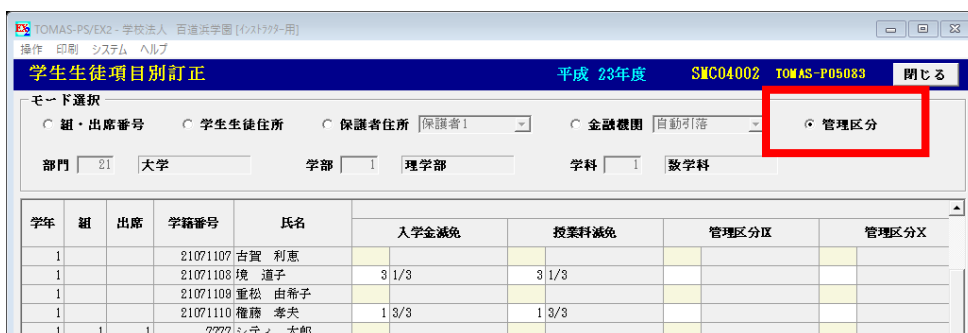 TOMAS-PS/EX2 - 学校法人 百道浜学園 [インストラクター用]
操作 印刷 システム ヘルプ
学生生徒項目別訂正 平成 23年度 SMC04002 TOMAS-P05083 閉じる
モード選択
組・出席番号 学生生徒住所 保護者住所 保護者1 金融機関 自動引落 管理区分
部門 21 大学 学部 1 理学部 学科 1 数学科
学年 組 出席 学籍番号 氏名 入学金減免 授業料減免 管理区分Ⅸ 管理区分Ⅹ
1 21071107 古賀 利恵
1 21071108 境 道子 3 1/3 3 1/3
1 21071109 重松 由希子
1 21071110 権藤 孝夫 1 3/3 1 3/3
1 1 1 7777 シティ 太郎